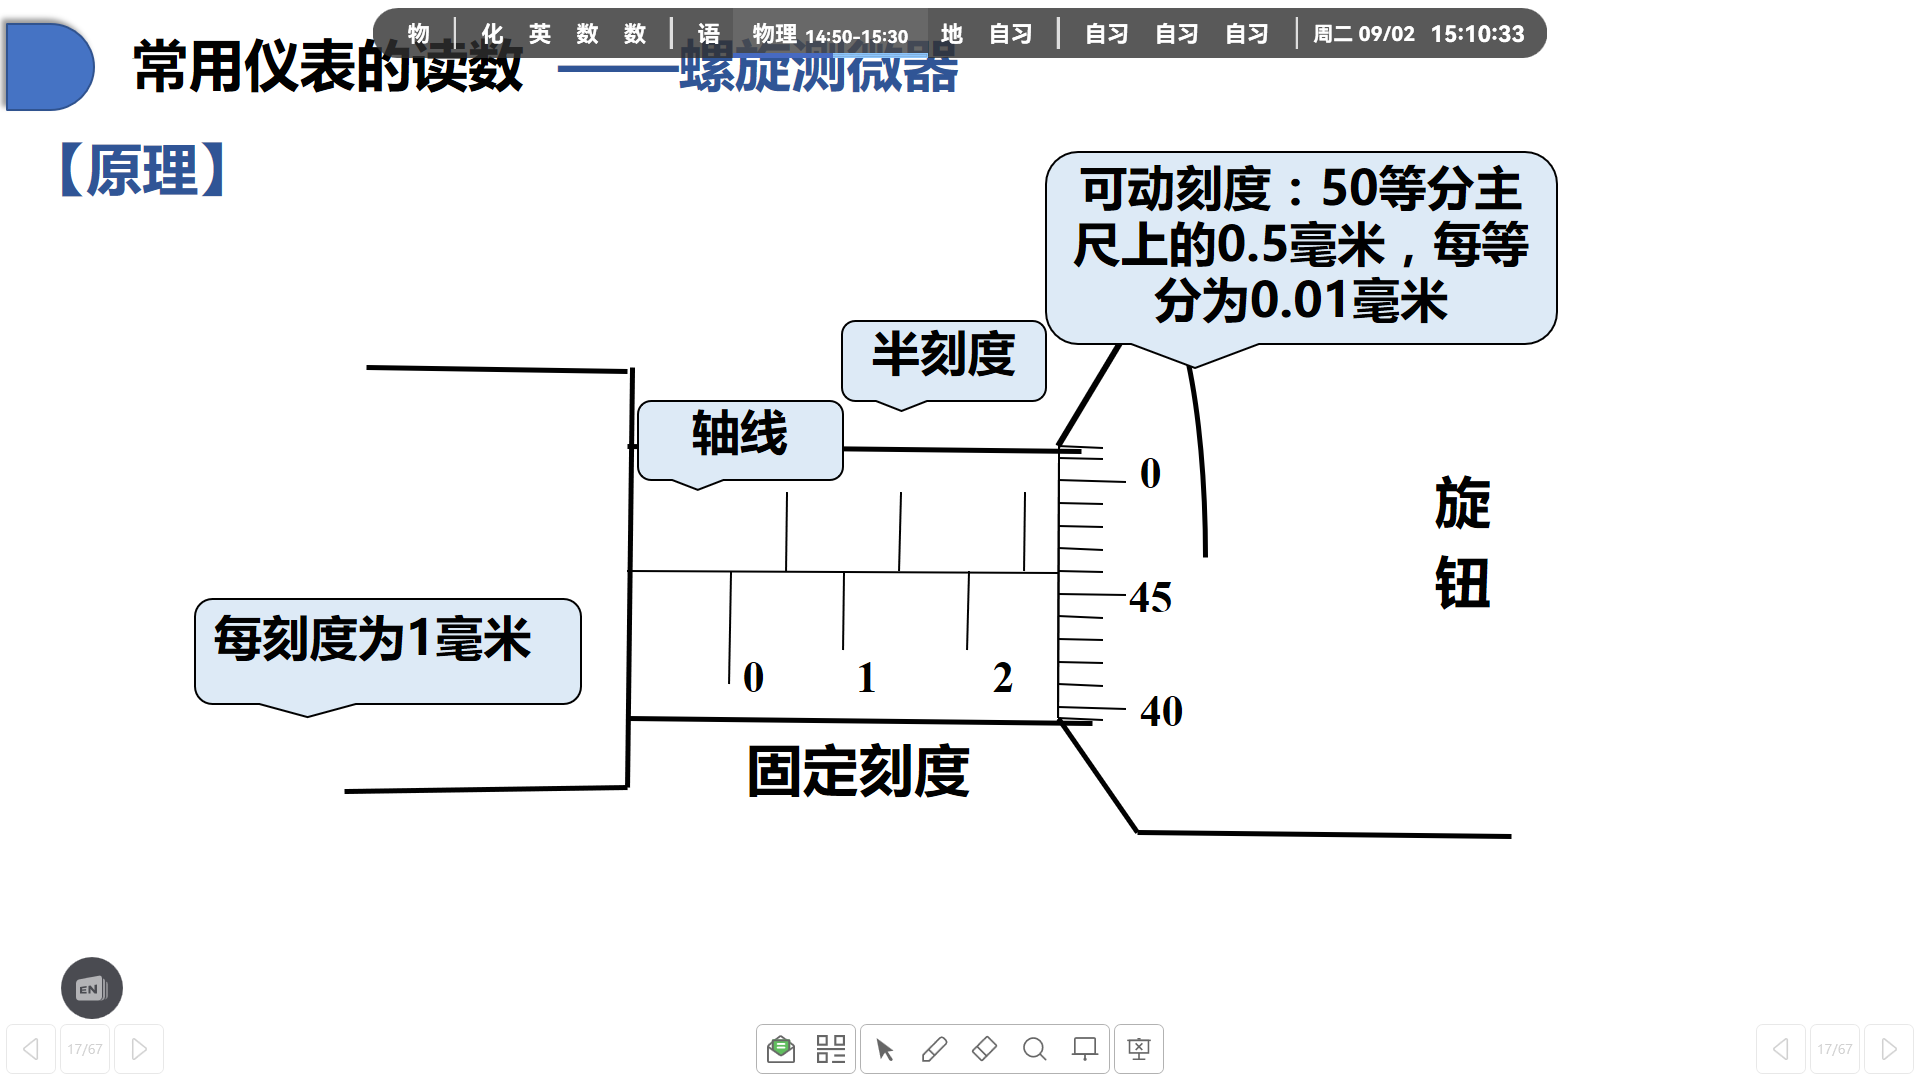 物 化 英 数 数 语 物理 14:50-15:30 地 自习 自习 自习 自习 周二 09/02 15:10:33
常用仪表的读数 ——螺旋测微器
【原理】
可动刻度：50等分主
尺上的0.5毫米，每等
分为0.01毫米
半刻度
轴线
0
旋
钮
45
每刻度为1毫米
0 1 2
40
固定刻度
EN
17/67
17/67